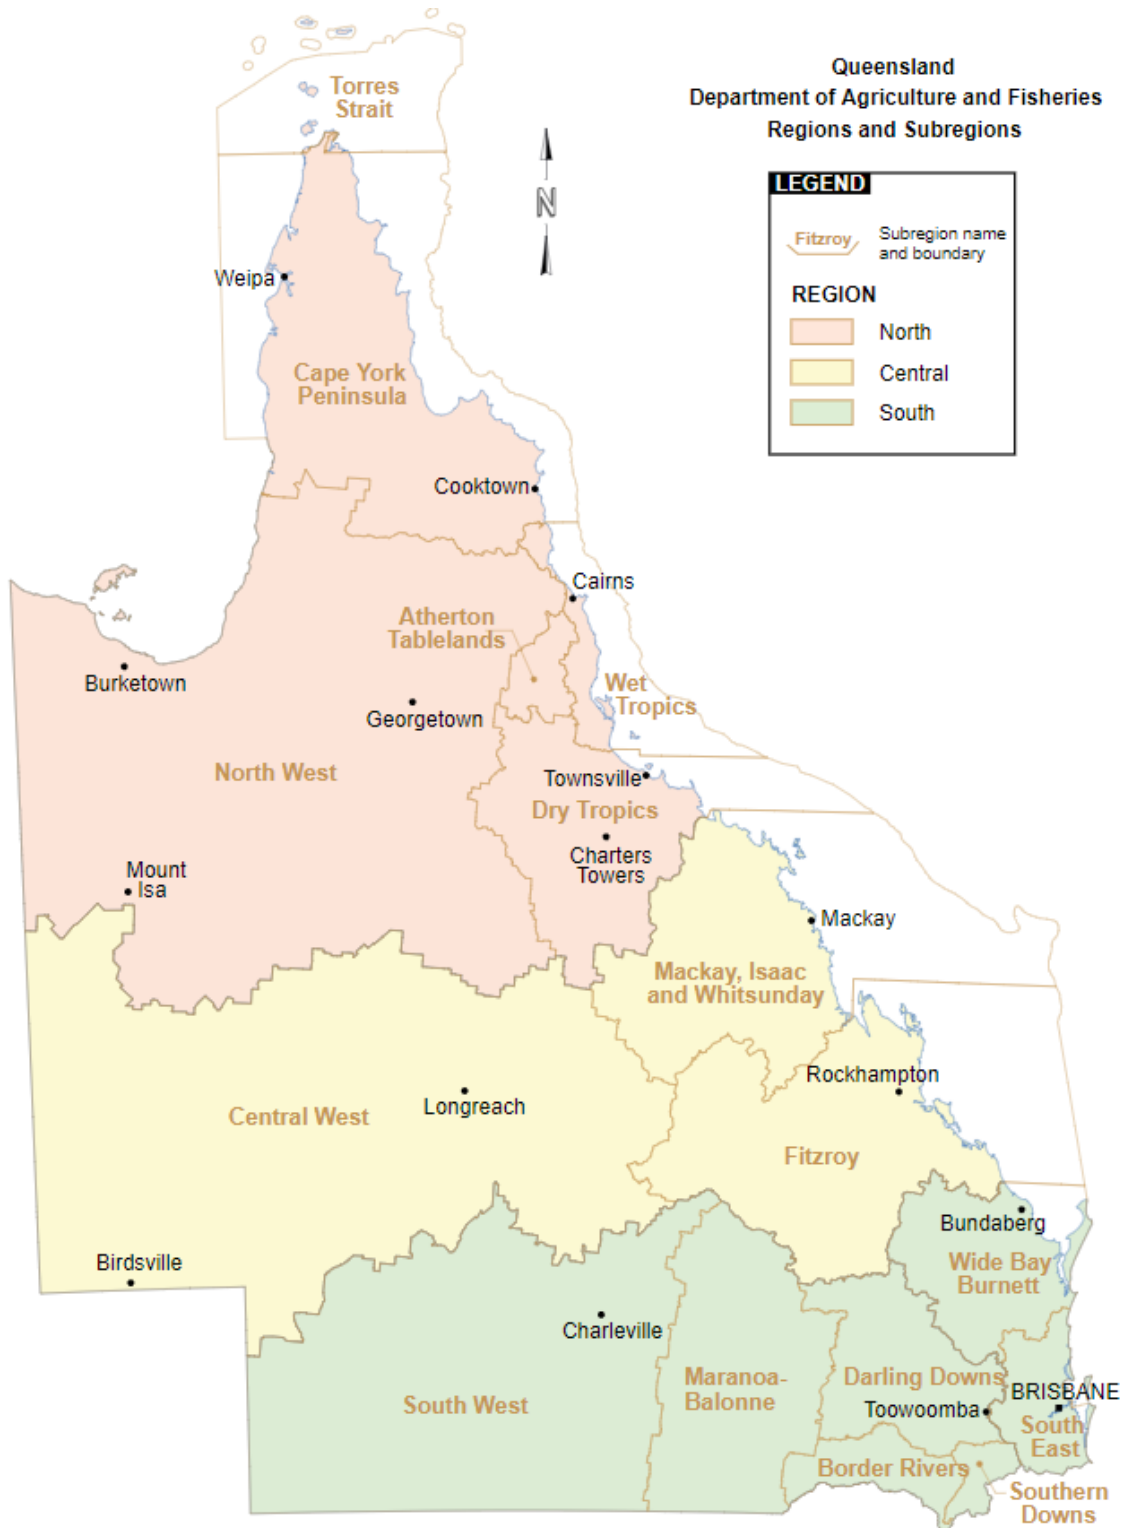 Queensland
Department of Agriculture and Fisheries
Regions and Subregions
LEGEND
Fitzroy
Subregion name
and boundary
REGION
North
Central
South
N
Torres
Strait
Weipa
Cape York
Peninsula
Cooktown
Cairns
Atherton
Tablelands
Burketown
Georgetown
Wet
Tropics
North West
Townsville
Dry Tropics
Charters
Towers
Mount
Isa
Mackay
Mackay, Isaac
and Whitsunday
Rockhampton
Longreach
Central West
Fitzroy
Bundaberg
Birdsville
Wide Bay
Burnett
Charleville
Maranoa-
Balonne
Darling Downs
BRISBANE
South West
Toowoomba
South
East
Border Rivers
Southern
Downs